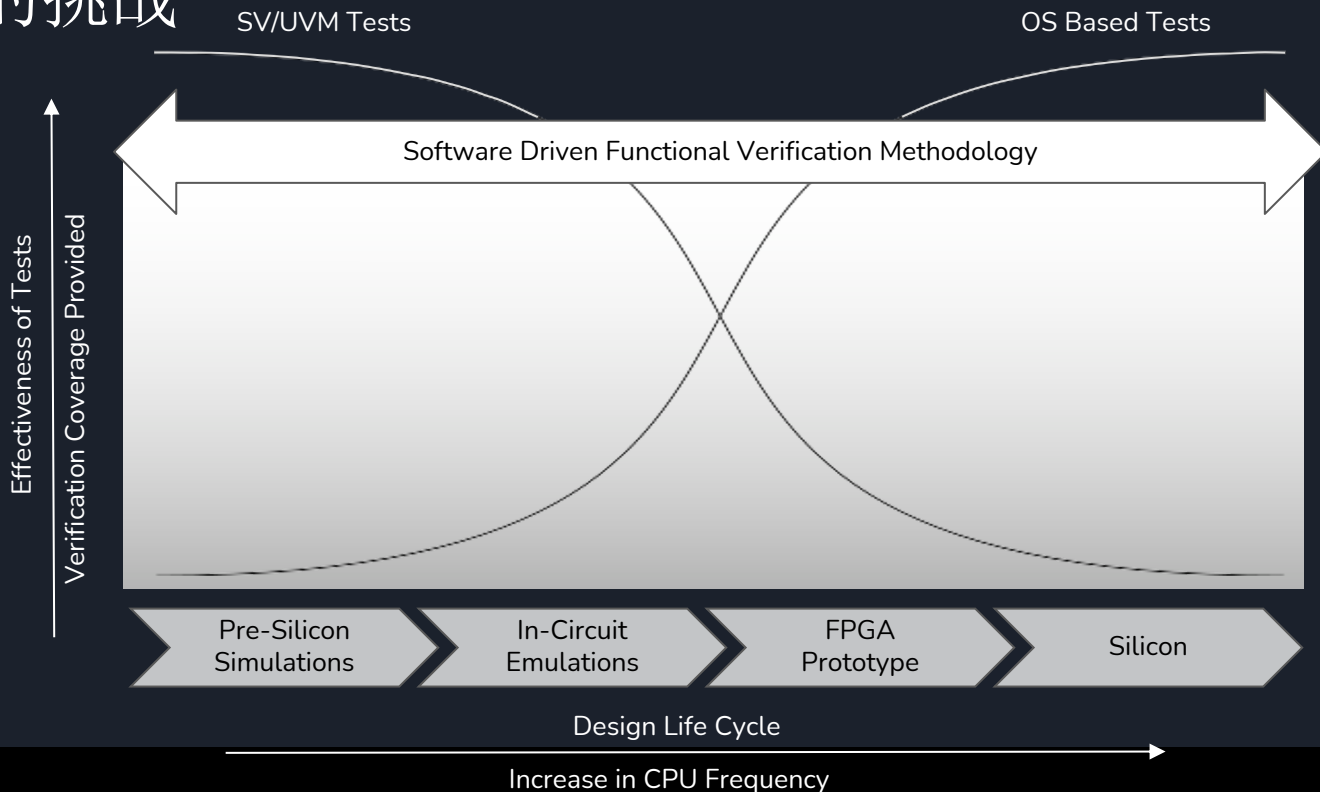 的挑战
SV/UVM Tests
OS Based Tests
Software Driven Functional Verification Methodology
Effectiveness of Tests
Verification Coverage Provided
Pre-Silicon
Simulations
In-Circuit
Emulations
FPGA
Prototype
Silicon
Design Life Cycle
Increase in CPU Frequency